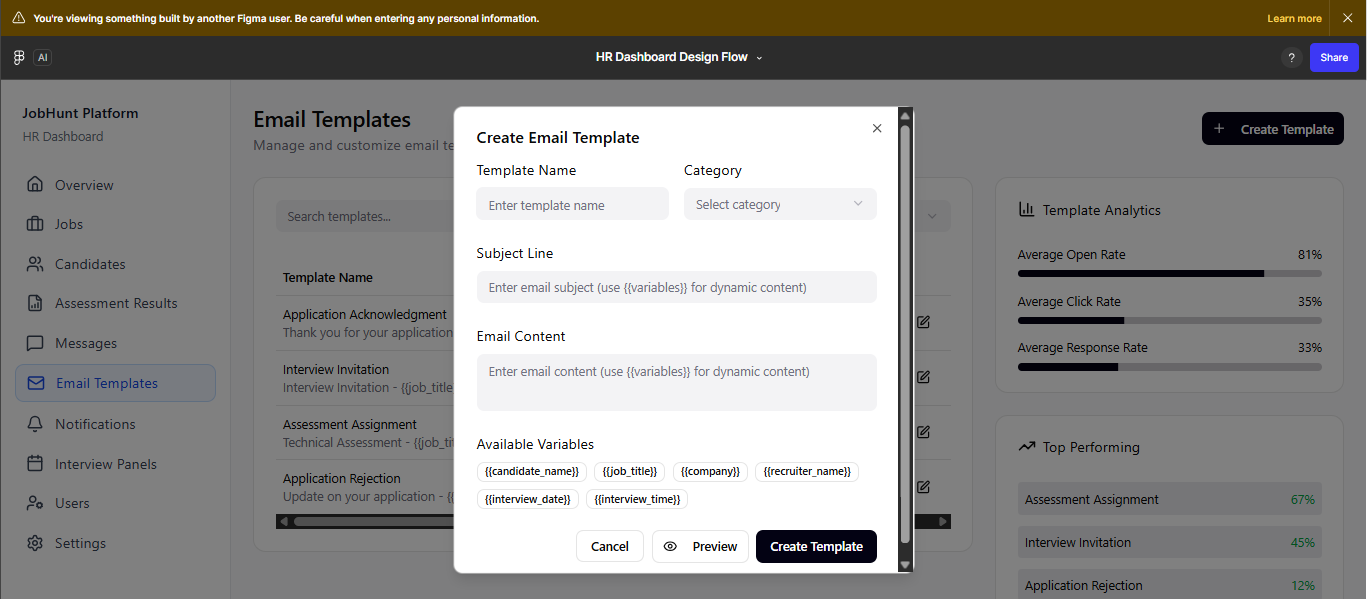 You're viewing something built by another Figma user. Be careful when entering any personal information.
Learn more
AI
HR Dashboard Design Flow
?
Share
JobHunt Platform
HR Dashboard
Overview
Jobs
Candidates
Assessment Results
Messages
Email Templates
Notifications
Interview Panels
Users
Settings
Email Templates
Manage and customize email
Create Template
Search templates...
Template Name
Application Acknowledgment
Thank you for your application
Interview Invitation
Interview Invitation - {{job_title
Assessment Assignment
Technical Assessment - {{job_tit
Application Rejection
Update on your application - {{
Create Email Template
Template Name
Category
Enter template name
Select category
Subject Line
Enter email subject (use {{variables}} for dynamic content)
Email Content
Enter email content (use {{variables}} for dynamic content)
Available Variables
{{candidate_name}}
{{job_title}}
{{company}}
{{recruiter_name}}
{{interview_date}}
{{interview_time}}
Cancel
Preview
Create Template
Template Analytics
Average Open Rate
81%
Average Click Rate
35%
Average Response Rate
33%
Top Performing
Assessment Assignment
67%
Interview Invitation
45%
Application Rejection
12%